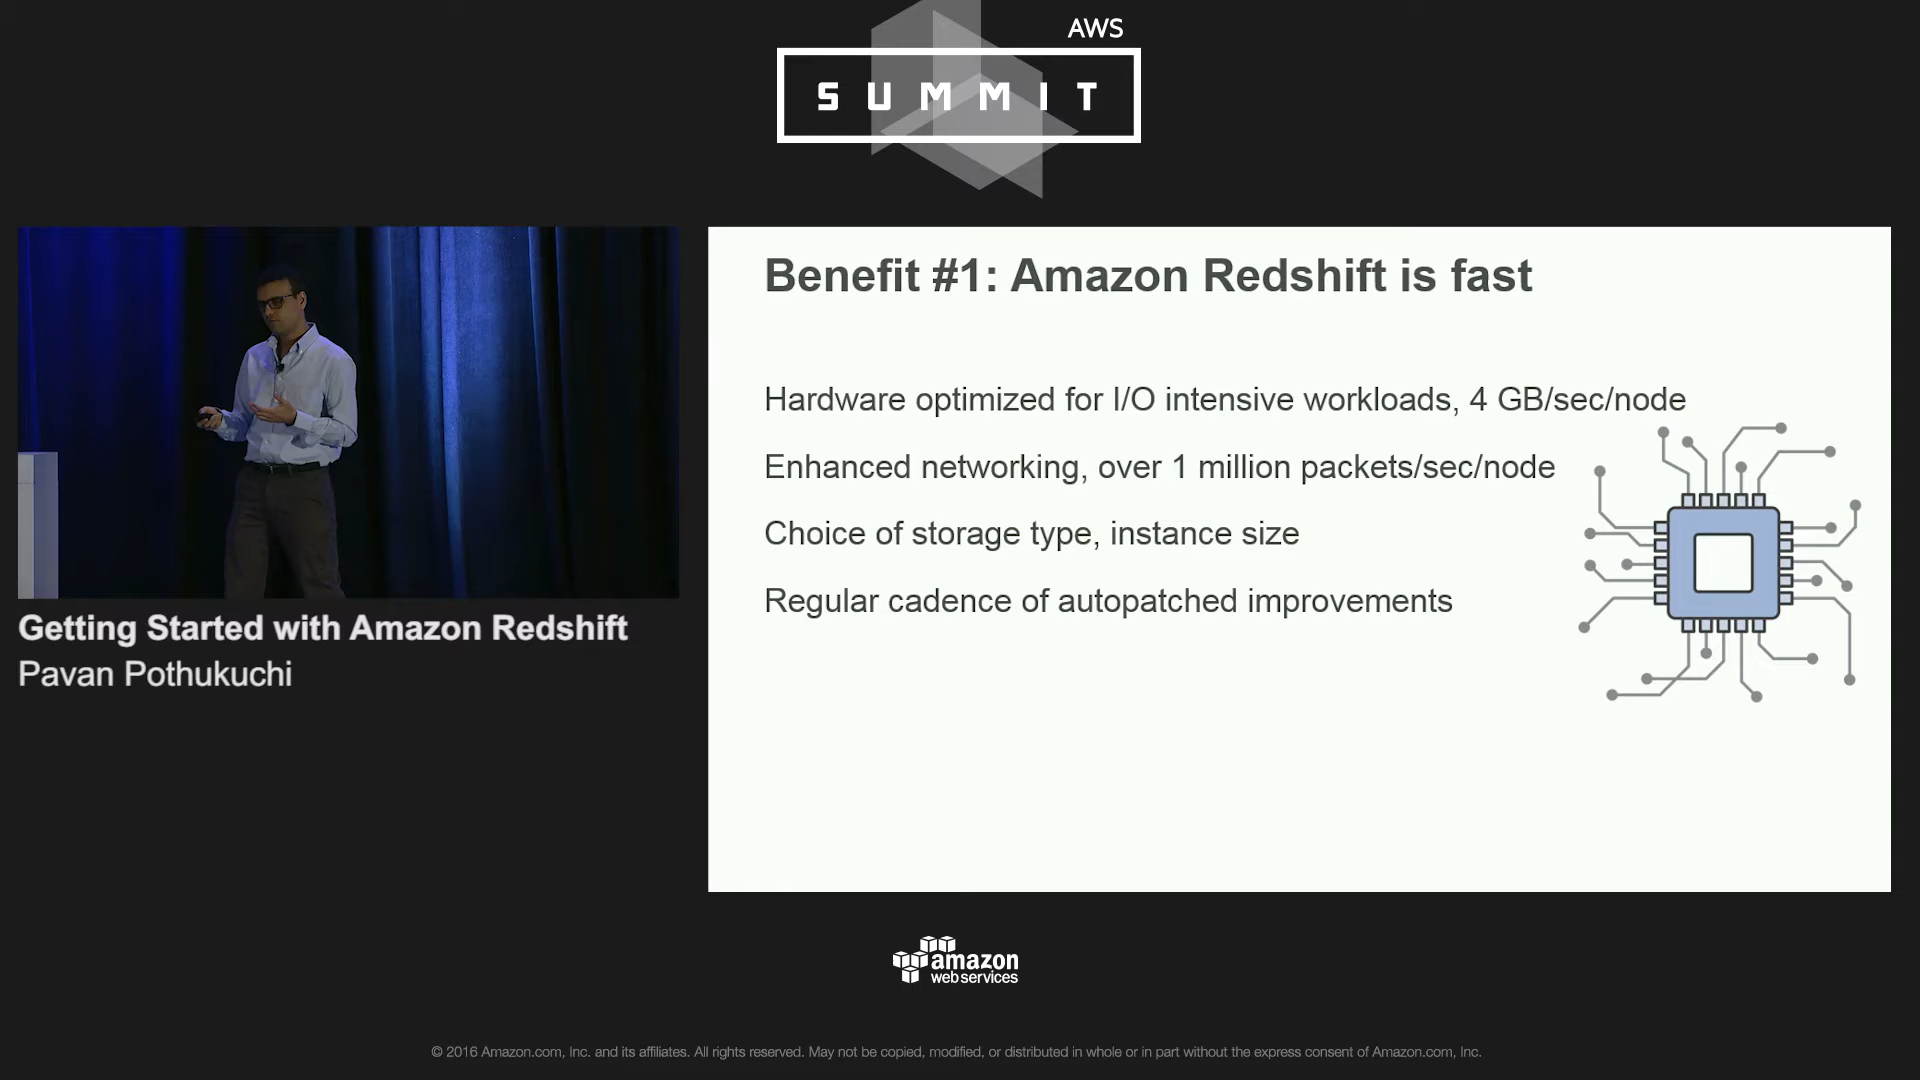 AWS
SUMMIT
Benefit #1: Amazon Redshift is fast
Hardware optimized for I/O intensive workloads, 4 GB/sec/node
Enhanced networking, over 1 million packets/sec/node
Choice of storage type, instance size
Regular cadence of autopatched improvements
Getting Started with Amazon Redshift
Pavan Pothukuchi
amazon
webservices
© 2016 Amazon.com, Inc. and its affiliates. All rights reserved. May not be copied, modified, or distributed in whole or in part without the express consent of Amazon.com, Inc.